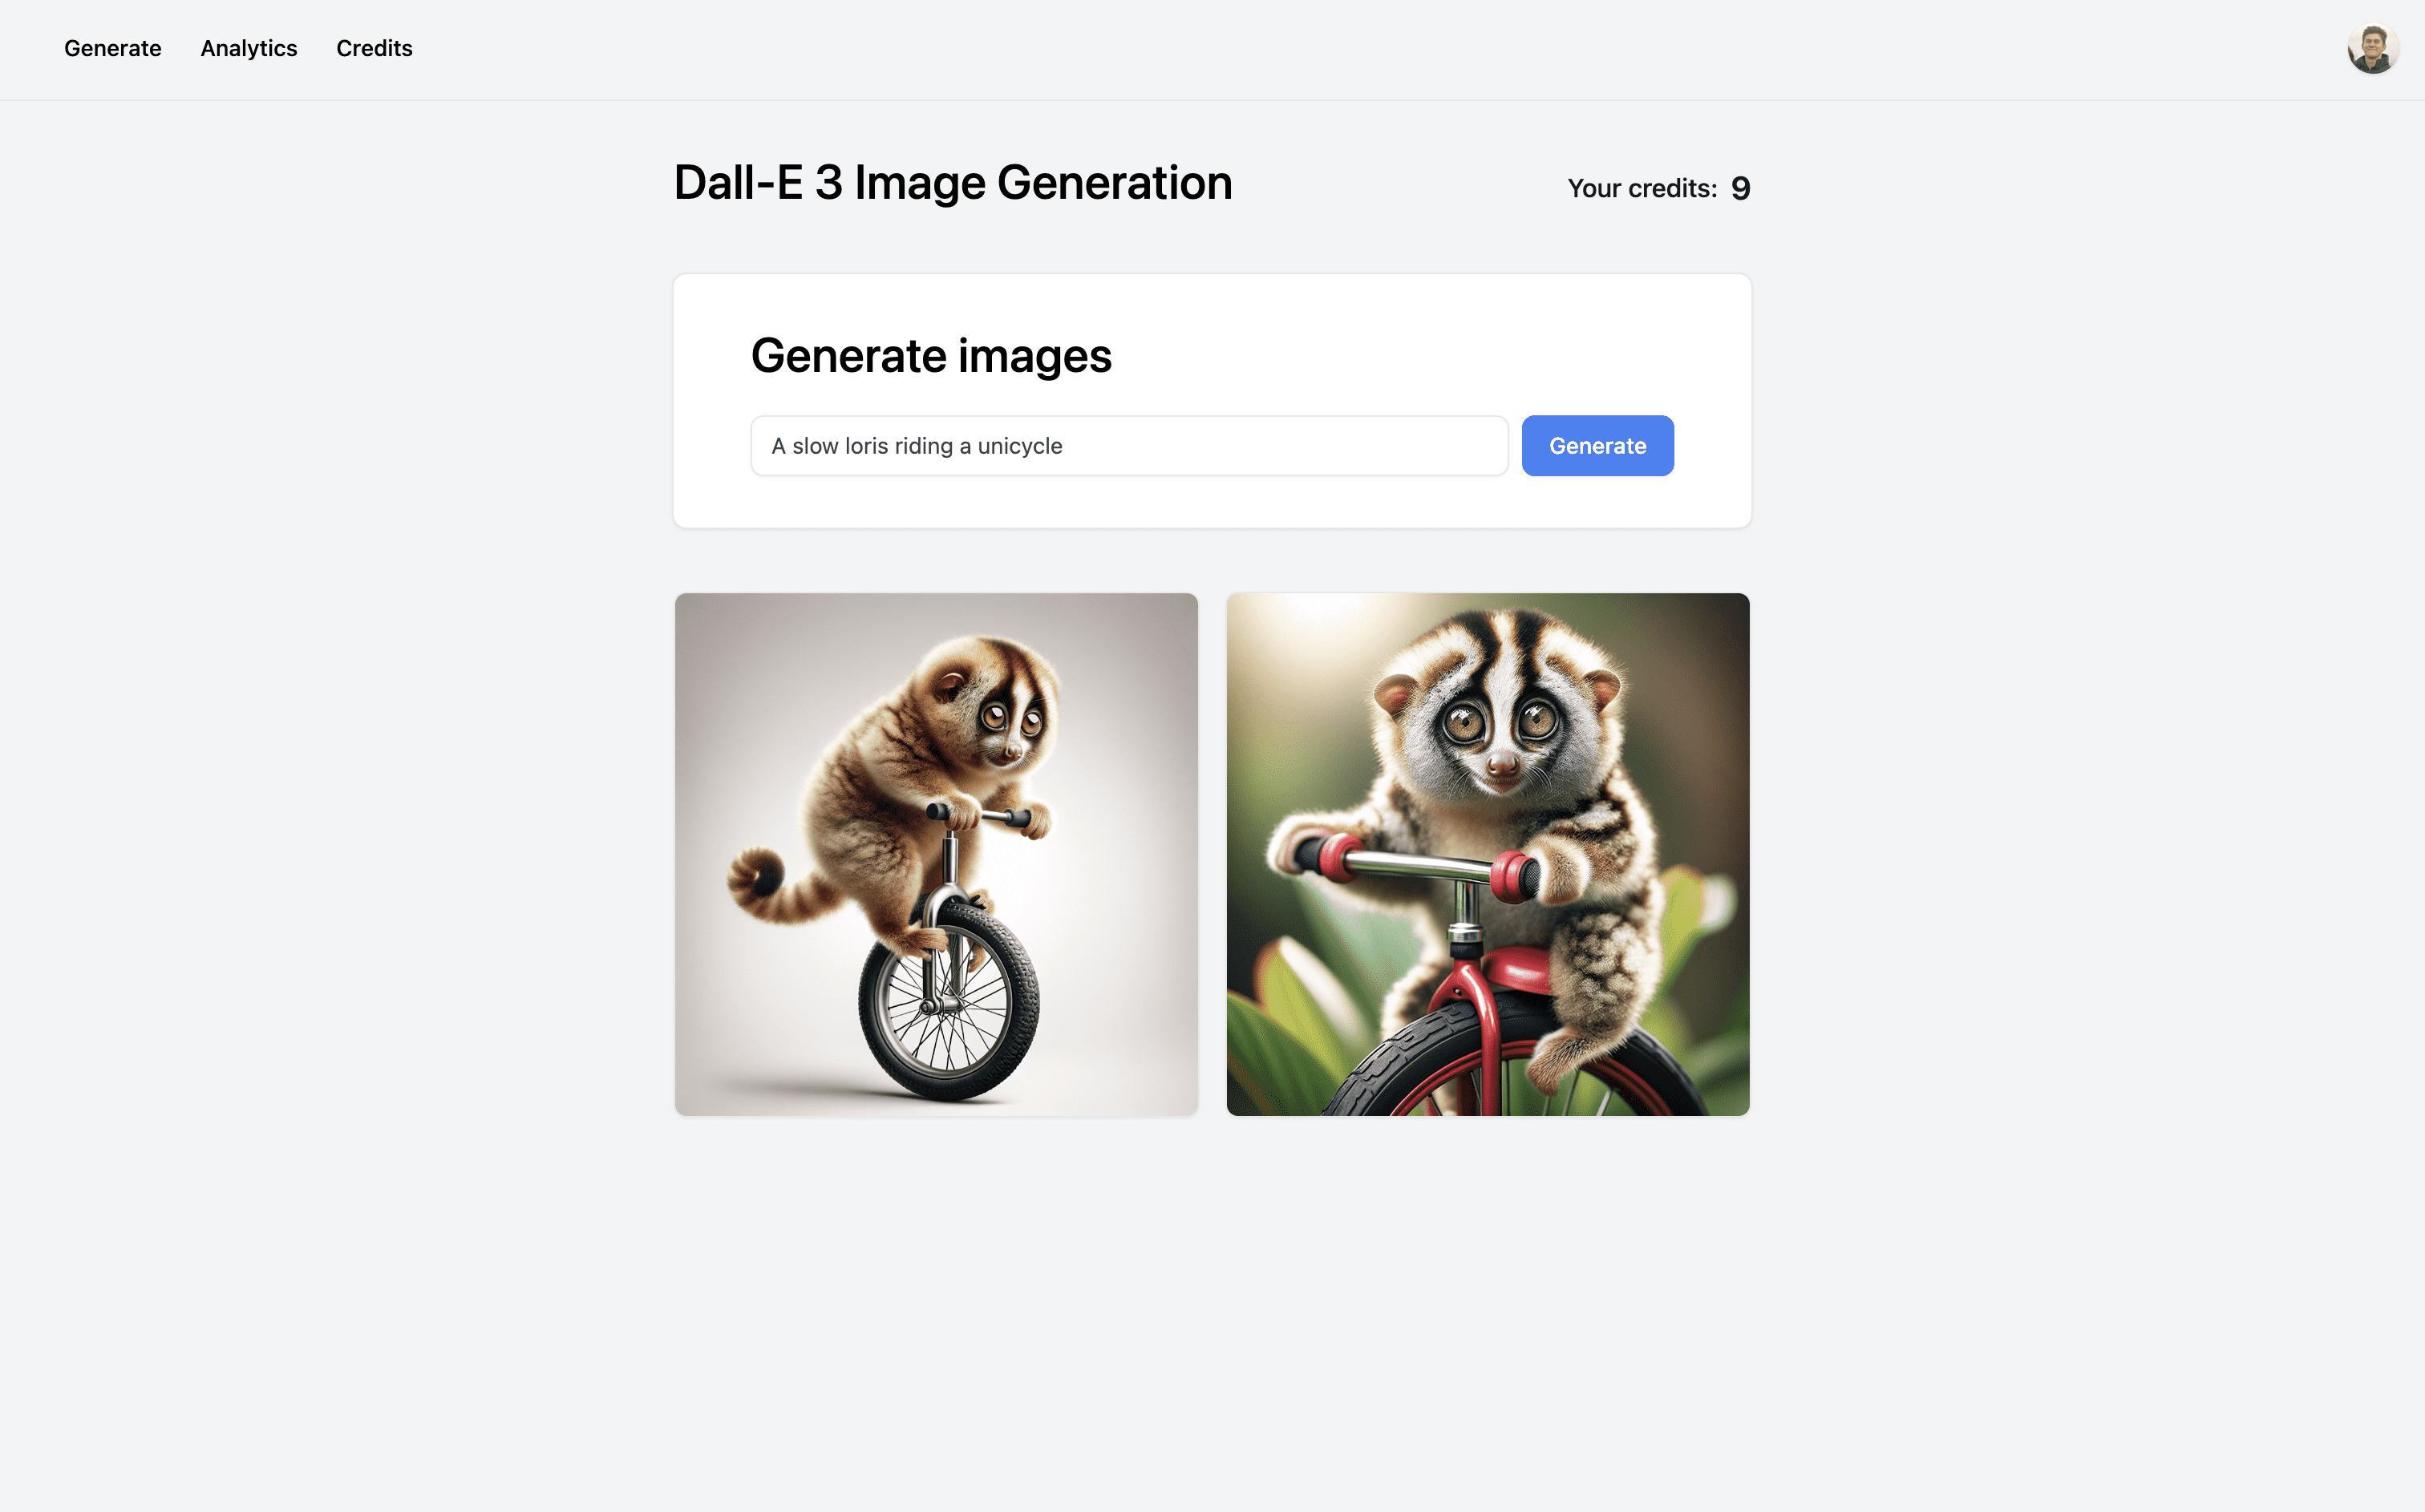 Generate Analytics Credits
Dall-E 3 Image Generation
Your credits: 9
Generate images
A slow loris riding a unicycle
Generate